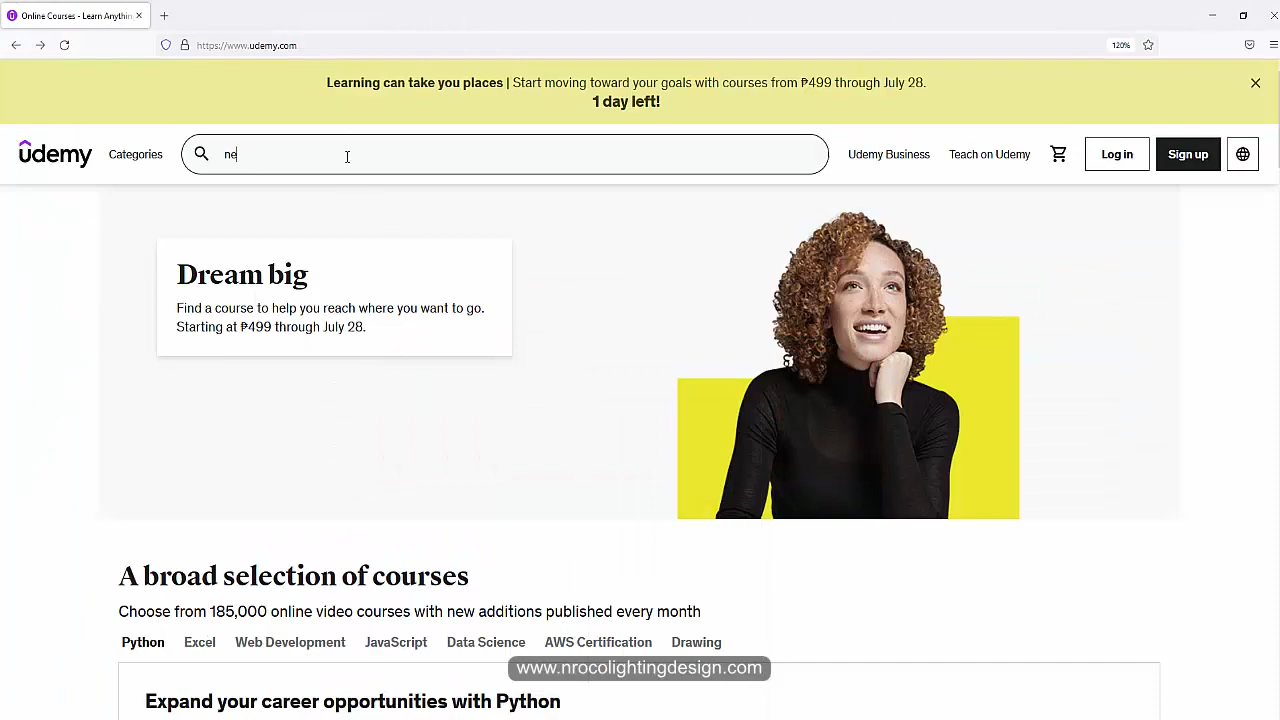 Online Courses - Learn Anythin
https://www.udemy.com
120%
Learning can take you places | Start moving toward your goals with courses from ₱499 through July 28.
1 day left!
udemy
Categories
ne
Udemy Business
Teach on Udemy
Log in
Sign up
Dream big
Find a course to help you reach where you want to go.
Starting at ₱499 through July 28.
A broad selection of courses
Choose from 185,000 online video courses with new additions published every month
Python Excel Web Development JavaScript Data Science AWS Certification Drawing
www.nrocolightingdesign.com
Expand your career opportunities with Python